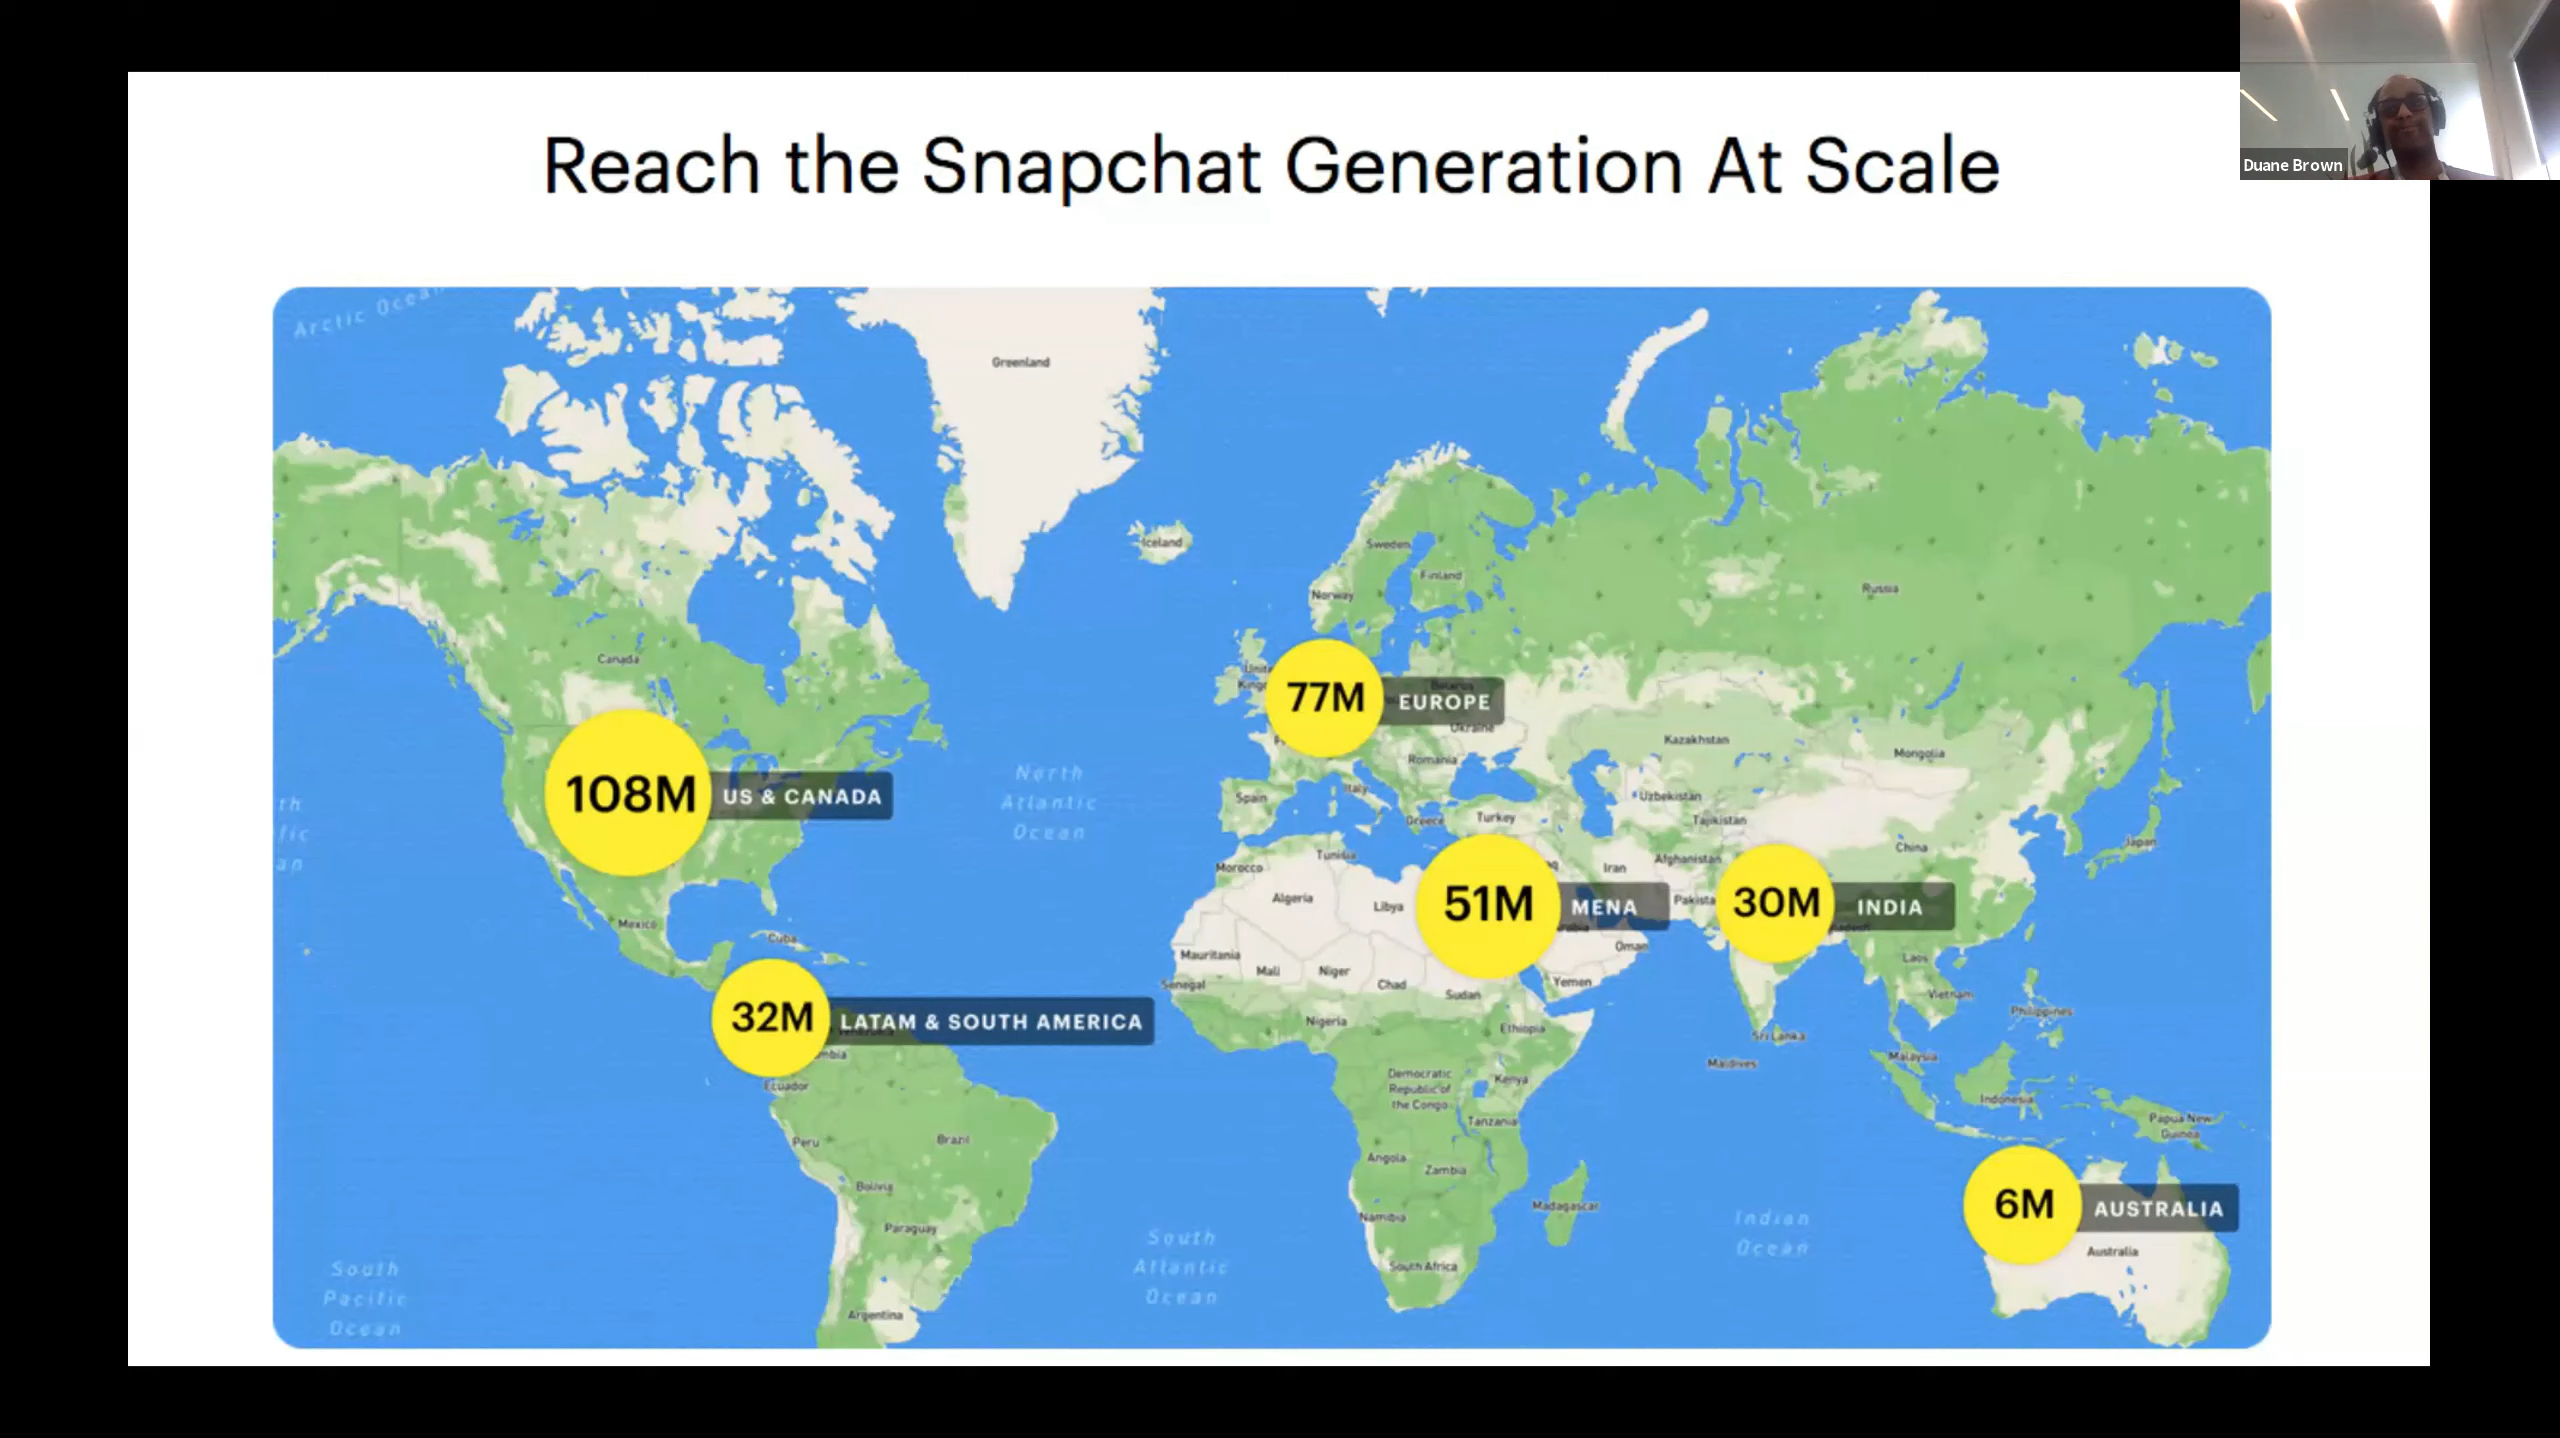 Duane Brown
Reach the Snapchat Generation At Scale
Arctic Ocean
Greenland
Iceland
Sweden
Finland
Norway
Russia
Canada
77M EUROPE
Ukraine
Romania
Kazakhstan
Mongolia
108M US & CANADA
North
Atlantic
Ocean
Spain
Italy
Greece
Turkey
Uzbekistan
Tajikistan
Japan
China
Morocco
Tunisia
Algeria
Libya
Iran
Afghanistan
51M MENA
30M INDIA
Mexico
Cuba
Mauritania
Mali
Niger
Chad
Sudan
Senegal
Oman
Yemen
Laos
Vietnam
Philippines
32M LATAM & SOUTH AMERICA
Nigeria
Ethiopia
Sri Lanka
Maldives
Malaysia
Ecuador
Democratic
Republic of
the Congo
Kenya
Tanzania
Indonesia
Papua New
Guinea
Peru
Brazil
Angola
Zambia
Bolivia
Madagascar
Namibia
Paraguay
6M AUSTRALIA
Australia
South
Atlantic
Ocean
Indian
Ocean
South Africa
South
Pacific
Ocean
Argentina